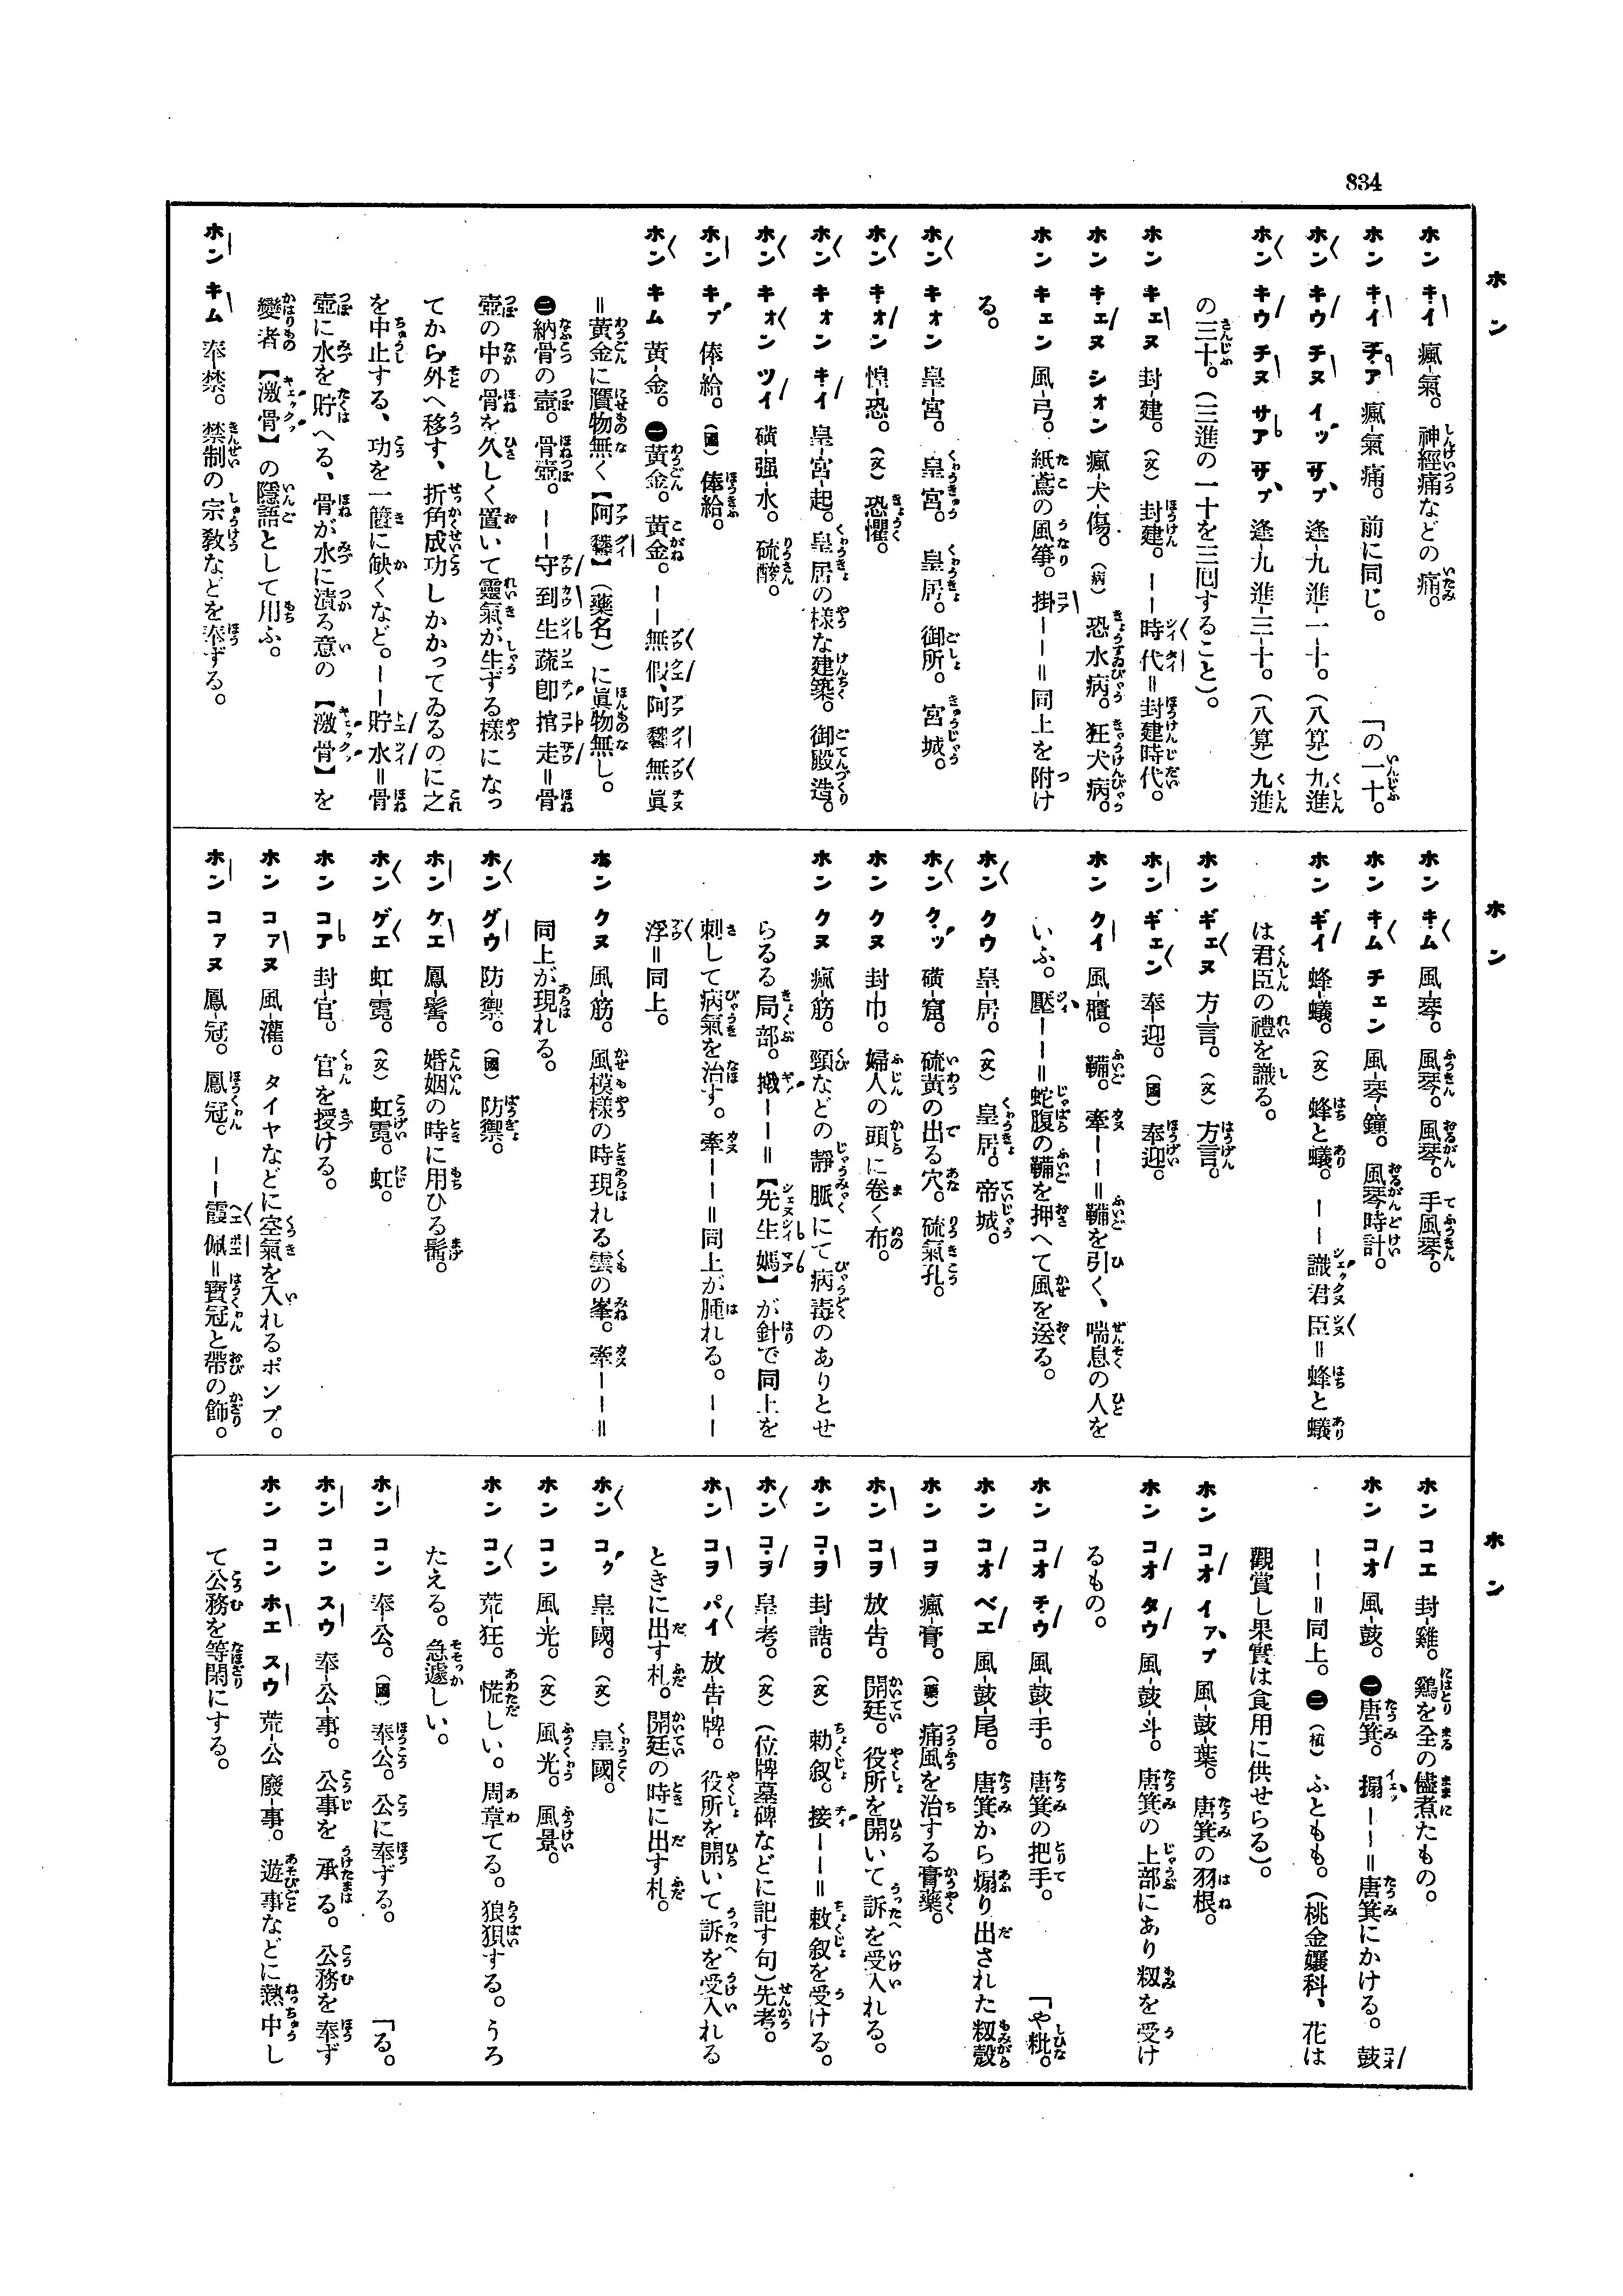 834
ホン
ホン キイ 瘋-氣。神經痛などの痛。
ホン キイ チア 瘋氣痛。前に同じ。 「の一十。
ホン キウ チヌ イㇷ゚ サㇷ゚ 逢-九 進-一-十。(八算)九進
ホン キウ チヌ サア サㇷ゚ 逢-九 進-三-十。(八算)九進
の三十。(三進の一十を三囘すること)。
ホン キェヌ 封-建。(文) 封建。——時代=封建時代。
ホン キェヌ シオン 瘋-犬-傷。(病) 恐水病。狂犬病。
ホン キェン 風-弓。紙鳶の風箏。掛——=同上を附け
る。
ホン キオン 皇-宮。皇宮。皇居。御所。宮城。
ホン キォン 惶-恐。(文) 恐懼。
ホン キォン キイ 皇-宮-起。皇居の樣な建築。御殿造。
ホン キォン ツイ 磺-强-水。硫酸。
ホン キㇷ゚ 俸-給。(國) 俸給。
ホン キム 黃-金。㊀黃金。黃金。——無假、阿釁無眞
=黃金に贋物無く【阿釁】(藥名)に眞物無し。
㊁納骨の壺。骨壺。——守到生蔬卽捾走=骨
壺の中の骨を久しく置いて靈氣が生ずる樣になっ
てから外へ移す、折角成功しかかってゐるのに之
を中止する、功を一簣に缺くなど。——貯水=骨
壺に水を貯へる、骨が水に漬る意の【激骨】を
變者【激骨】の隱語として用ふ。
ホン キム 奉-禁。禁制の宗敎などを奉ずる。
ホン
ホン キム 風-琴。風琴。風琴。手風琴。
ホン キム チェン 風-琴-鐘。風琴時計。
ホン ギイ 蜂-蟻。(文) 蜂と蟻。——識君臣=蜂と蟻
は君臣の禮を識る。
ホン ギェヌ 方-言。(文) 方言。
ホン ギェン 奉-迎。(國) 奉迎。
ホン クイ 風-櫃。鞴。牽——=鞴を引く、喘息の人を
いふ。壓——=蛇腹の鞴を押へて風を送る。
ホン クウ 皇-居。(文) 皇居。帝城。
ホン クッ 磺-窟。硫黃の出る穴。硫氣孔。
ホン クヌ 封-巾。婦人の頭に卷く布。
ホン クヌ 瘋-筋。頸などの靜脈にて病毒のありとせ
らるる局部。——=【先生媽】が針で同上を
刺して病氣を治す。牽——=同上が腫れる。——
浮=同上。
ホン クヌ 風-筋。風模樣の時現れる雲の峯。牽——=
同上が現れる。
ホン グウ 防-禦。(國) 防禦。
ホン ケエ 鳳-髻。婚姻の時に用ひる髷。
ホン ゲエ 虹-霓。(文) 虹霓。虹。
ホン コア 封-官。官を授ける。
ホン コアヌ 風-灌。タイヤなどに空氣を入れるポンプ。
ホン コアヌ 鳳-冠。鳳冠。——霞佩=寶冠と帶の飾。
ホン
ホン コエ 封-雞。鷄を全の儘煮たもの。
ホン コオ 風-鼓。㊀唐箕。搧——=唐箕にかける。鼓
——=同上。㊁(植) ふともも。(桃金孃科、花は
觀賞し果實は食用に供せらる)。
ホン コオ イアㇷ゚ 風-鼓-葉。唐箕の羽根。
ホン コオ タウ 風-鼓-斗。唐箕の上部にあり籾を受け
るもの。
ホン コオ チウ 風-鼓-手。唐箕の把手。 「や粃。
ホン コオ ベエ 風-鼓-尾。唐箕から煽り出された籾殼
ホン コヲ 瘋-膏。(藥) 痛風を治する膏藥。
ホン コヲ 放-吿。開廷。役所を開いて訴を受入れる。
ホン コヲ 封-誥。(文) 勅敍。接——=敕叙を受ける。
ホン コヲ 皇-考。(文) (位牌墓碑などに記す句)先考。
ホン コヲ パイ 放-吿-牌。役所を開いて訴を受入れる
ときに出す札。開廷の時に出す札。
ホン コㇰ 皇-國。(文) 皇國。
ホン コン 風-光。(文) 風光。風景。
ホン コン 荒-狂。慌しい。周章てる。狼狽する。うろ
たえる。急遽しい。
ホン コン 奉-公。(國) 奉公。公に奉ずる。 「る。
ホン コン スウ 奉-公-事。公事を承る。公務を奉ず
ホン コン ホエ スウ 荒-公 廢-事。遊事などに熱中し
て公務を等閑にする。